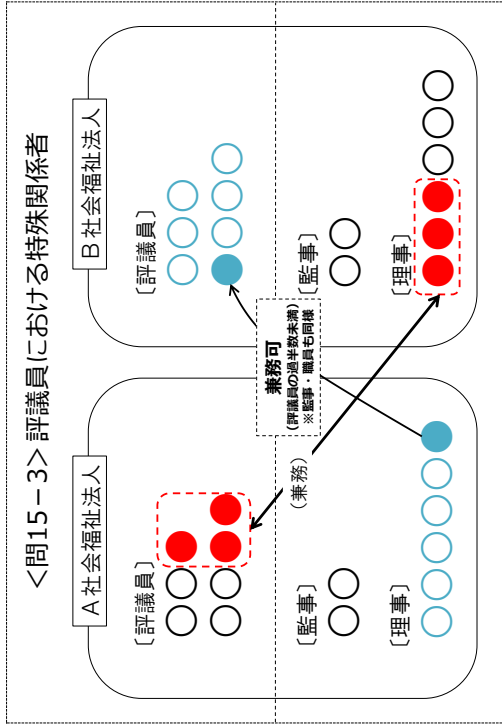 ＜問15－3＞評議員における特殊関係者
Ａ社会福祉法人
〔評議員〕
〔監事〕
〔理事〕
（兼務）
兼務可
（評議員の過半数未満）
※監事・職員も同様
Ｂ社会福祉法人
〔評議員〕
〔監事〕
〔理事〕